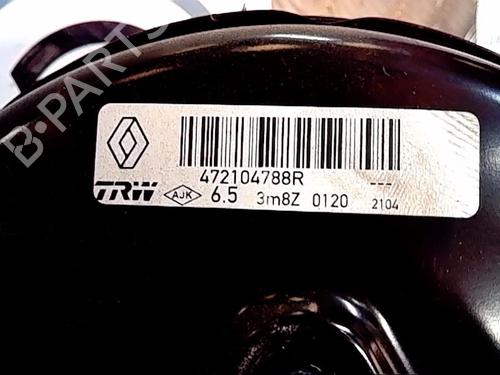 B-PARTS
472104788R
---
TRW AJK 6.5 3m8Z 0120 2104